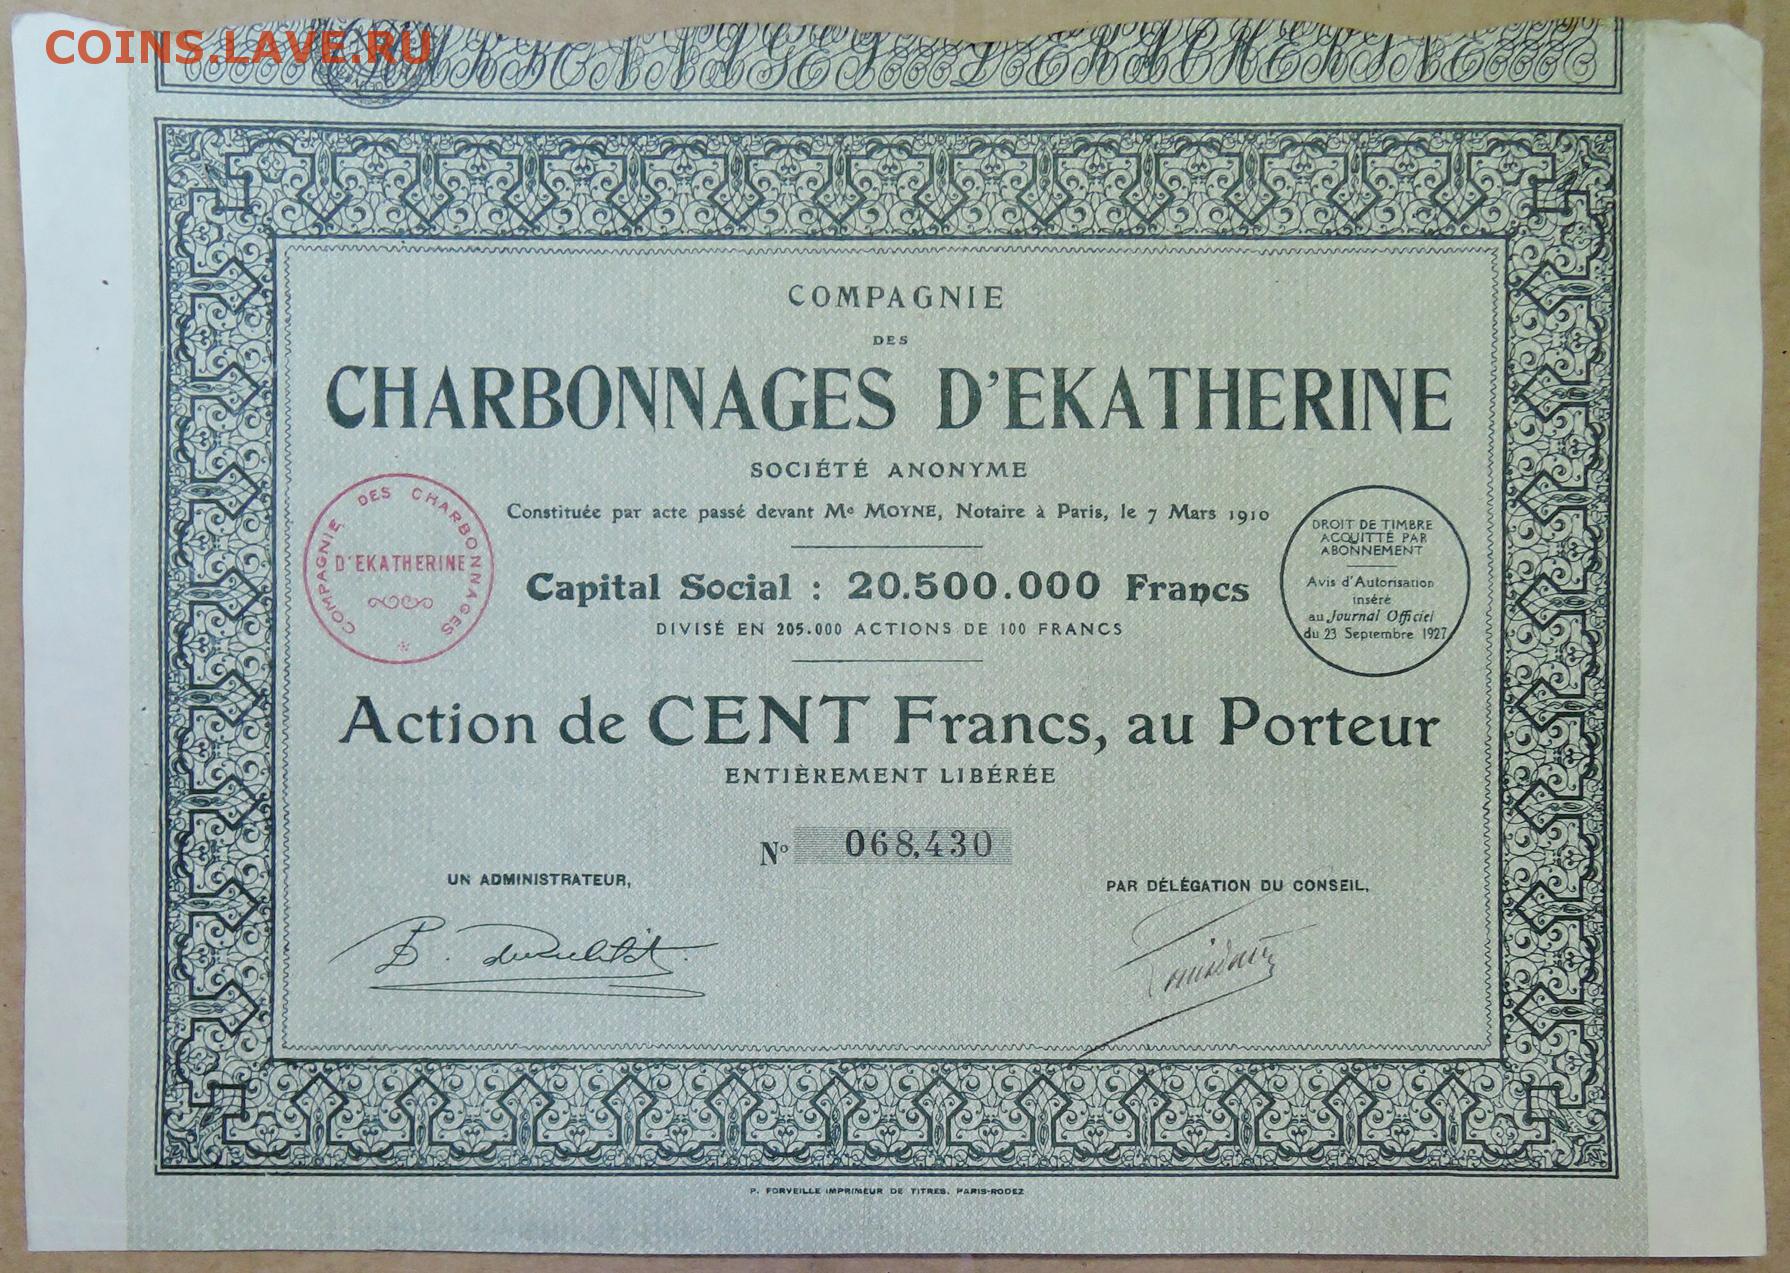 COINS.LAVE.RU
CHARBONNAGES D'EKATHERINE
COMPAGNIE
DES
CHARBONNAGES D'EKATHERINE
SOCIÉTÉ ANONYME
Constituée par acte passé devant Me MOYNE, Notaire à Paris, le 7 Mars 1910
Capital Social : 20.500.000 Francs
DIVISÉ EN 205.000 ACTIONS DE 100 FRANCS
COMPAGNIE DES CHARBONNAGES
D'EKATHERINE
DROIT DE TIMBRE
ACQUITTÉ PAR
ABONNEMENT
Avis d'Autorisation
inséré
au Journal Officiel
du 23 Septembre 1927
Action de CENT Francs, au Porteur
ENTIÈREMENT LIBÉRÉE
No 068,430
UN ADMINISTRATEUR,
PAR DÉLÉGATION DU CONSEIL,
P. FORVEILLE IMPRIMEUR DE TITRES. PARIS-RODEZ